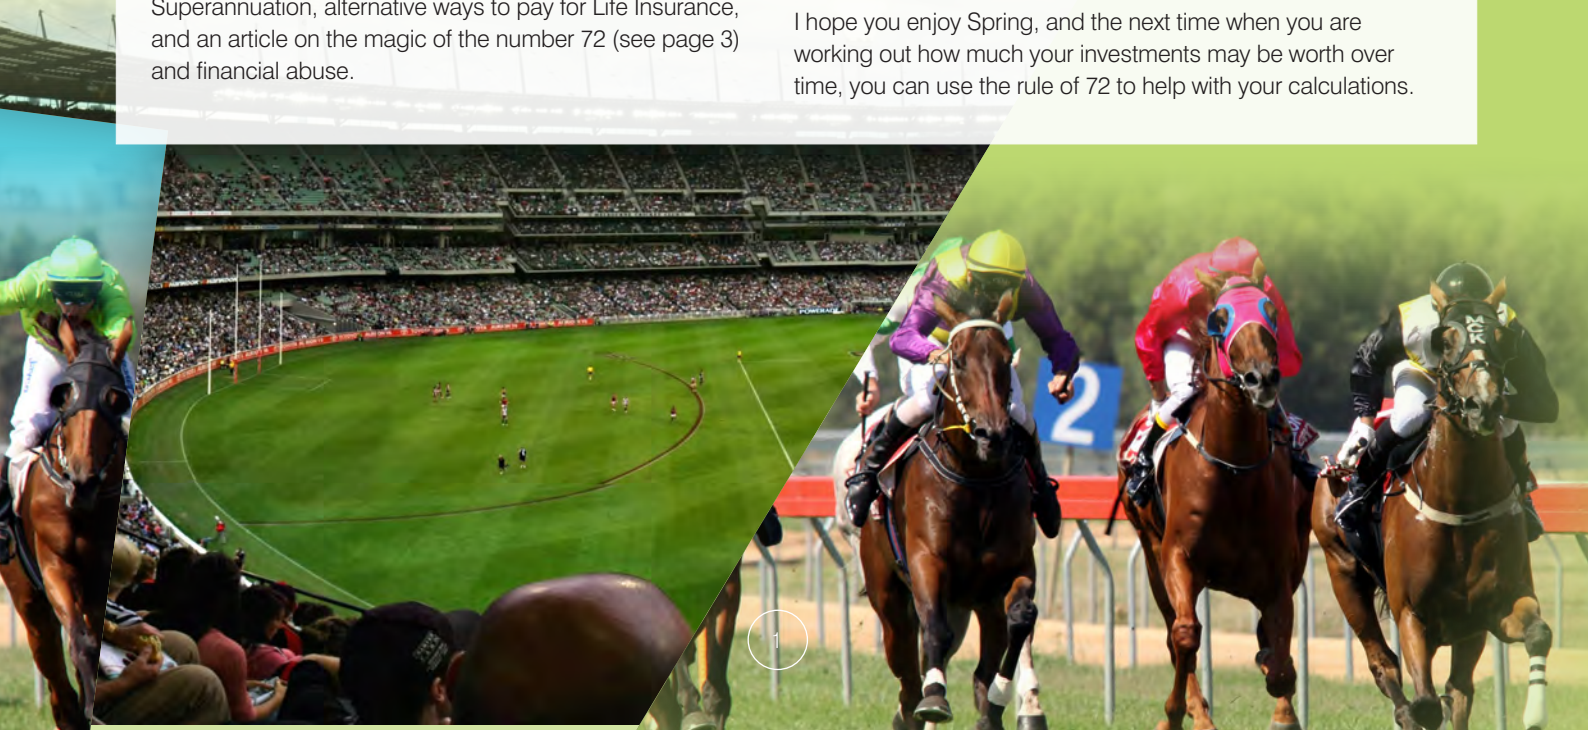 Superannuation, alternative ways to pay for Life Insurance,
and an article on the magic of the number 72 (see page 3)
and financial abuse.
I hope you enjoy Spring, and the next time when you are
working out how much your investments may be worth over
time, you can use the rule of 72 to help with your calculations.
POWERADE
2
MCK
1